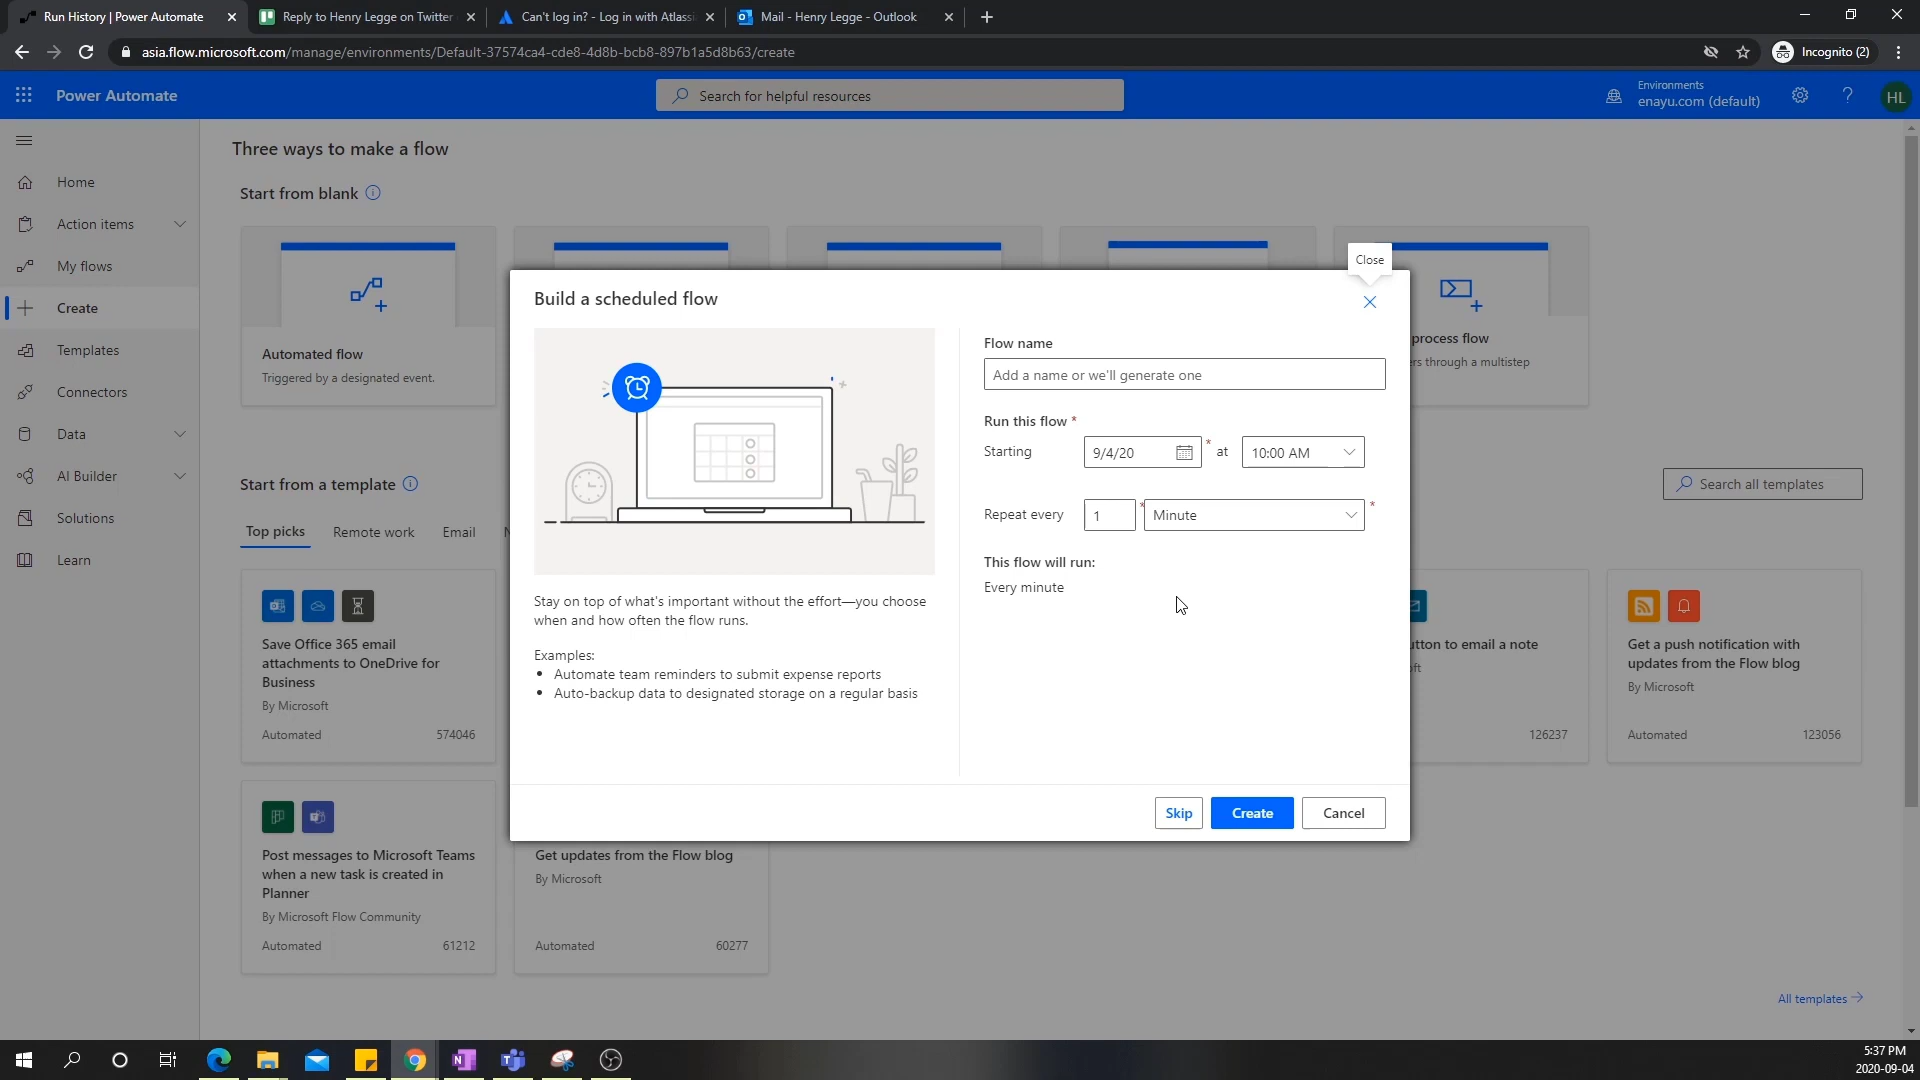 Run History | Power Automate
Reply to Henry Legge on Twitter
Can't log in? - Log in with Atlassi
Mail - Henry Legge - Outlook
asia.flow.microsoft.com/manage/environments/Default-37574ca4-cde8-4d8b-bcb8-897b1a5d8b63/create
Incognito (2)
Power Automate
Search for helpful resources
Environments
enayu.com (default)
?
HL
Home
Action items
My flows
Create
Templates
Connectors
Data
AI Builder
Solutions
Learn
Three ways to make a flow
Start from blank
Automated flow
Triggered by a designated event.
process flow
rs through a multistep
Close
Build a scheduled flow
Stay on top of what's important without the effort—you choose
when and how often the flow runs.
Examples:
• Automate team reminders to submit expense reports
• Auto-backup data to designated storage on a regular basis
Flow name
Add a name or we'll generate one
Run this flow *
Starting
9/4/20
* at
10:00 AM
Repeat every
1
*
Minute
*
This flow will run:
Every minute
Skip
Create
Cancel
Start from a template
Search all templates
Top picks
Remote work
Email
Save Office 365 email
attachments to OneDrive for
Business
By Microsoft
Automated
574046
utton to email a note
ft
126237
Get a push notification with
updates from the Flow blog
By Microsoft
Automated
123056
Post messages to Microsoft Teams
when a new task is created in
Planner
By Microsoft Flow Community
Automated
61212
Get updates from the Flow blog
By Microsoft
Automated
60277
All templates
5:37 PM
2020-09-04